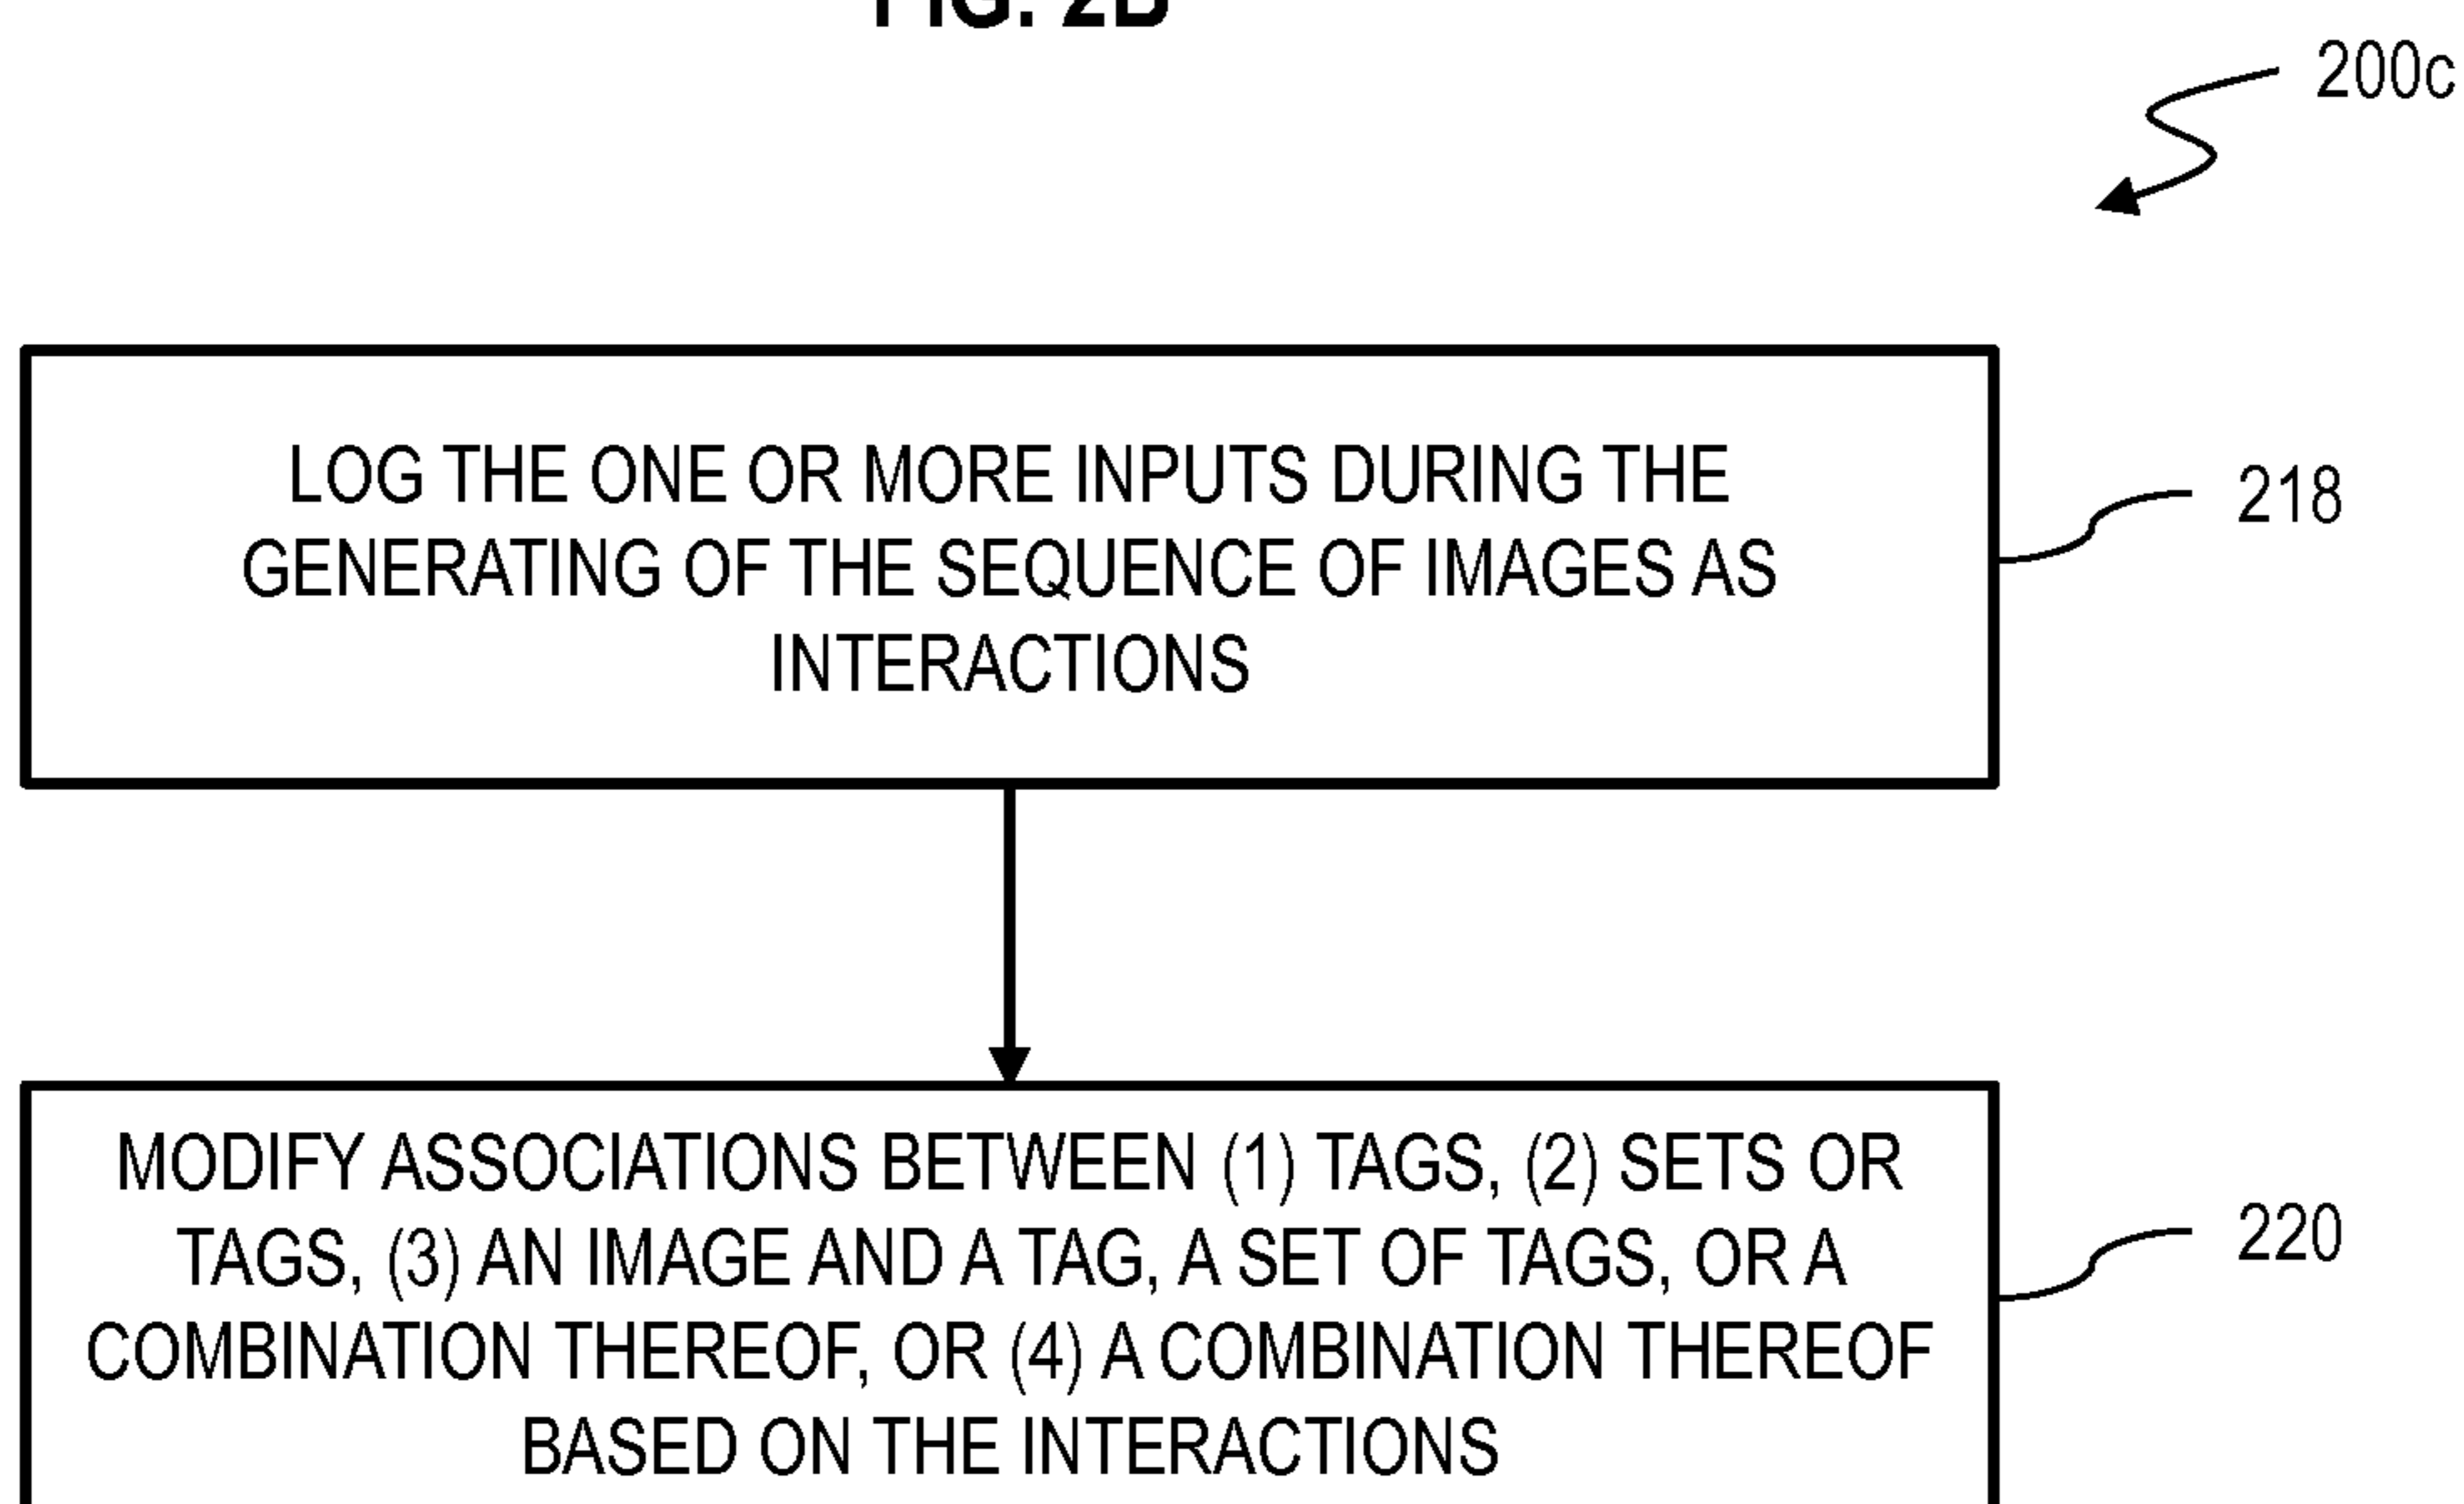 FIG. 2B
200c
LOG THE ONE OR MORE INPUTS DURING THE
GENERATING OF THE SEQUENCE OF IMAGES AS
INTERACTIONS
218
MODIFY ASSOCIATIONS BETWEEN (1) TAGS, (2) SETS OR
TAGS, (3) AN IMAGE AND A TAG, A SET OF TAGS, OR A
COMBINATION THEREOF, OR (4) A COMBINATION THEREOF
BASED ON THE INTERACTIONS
220